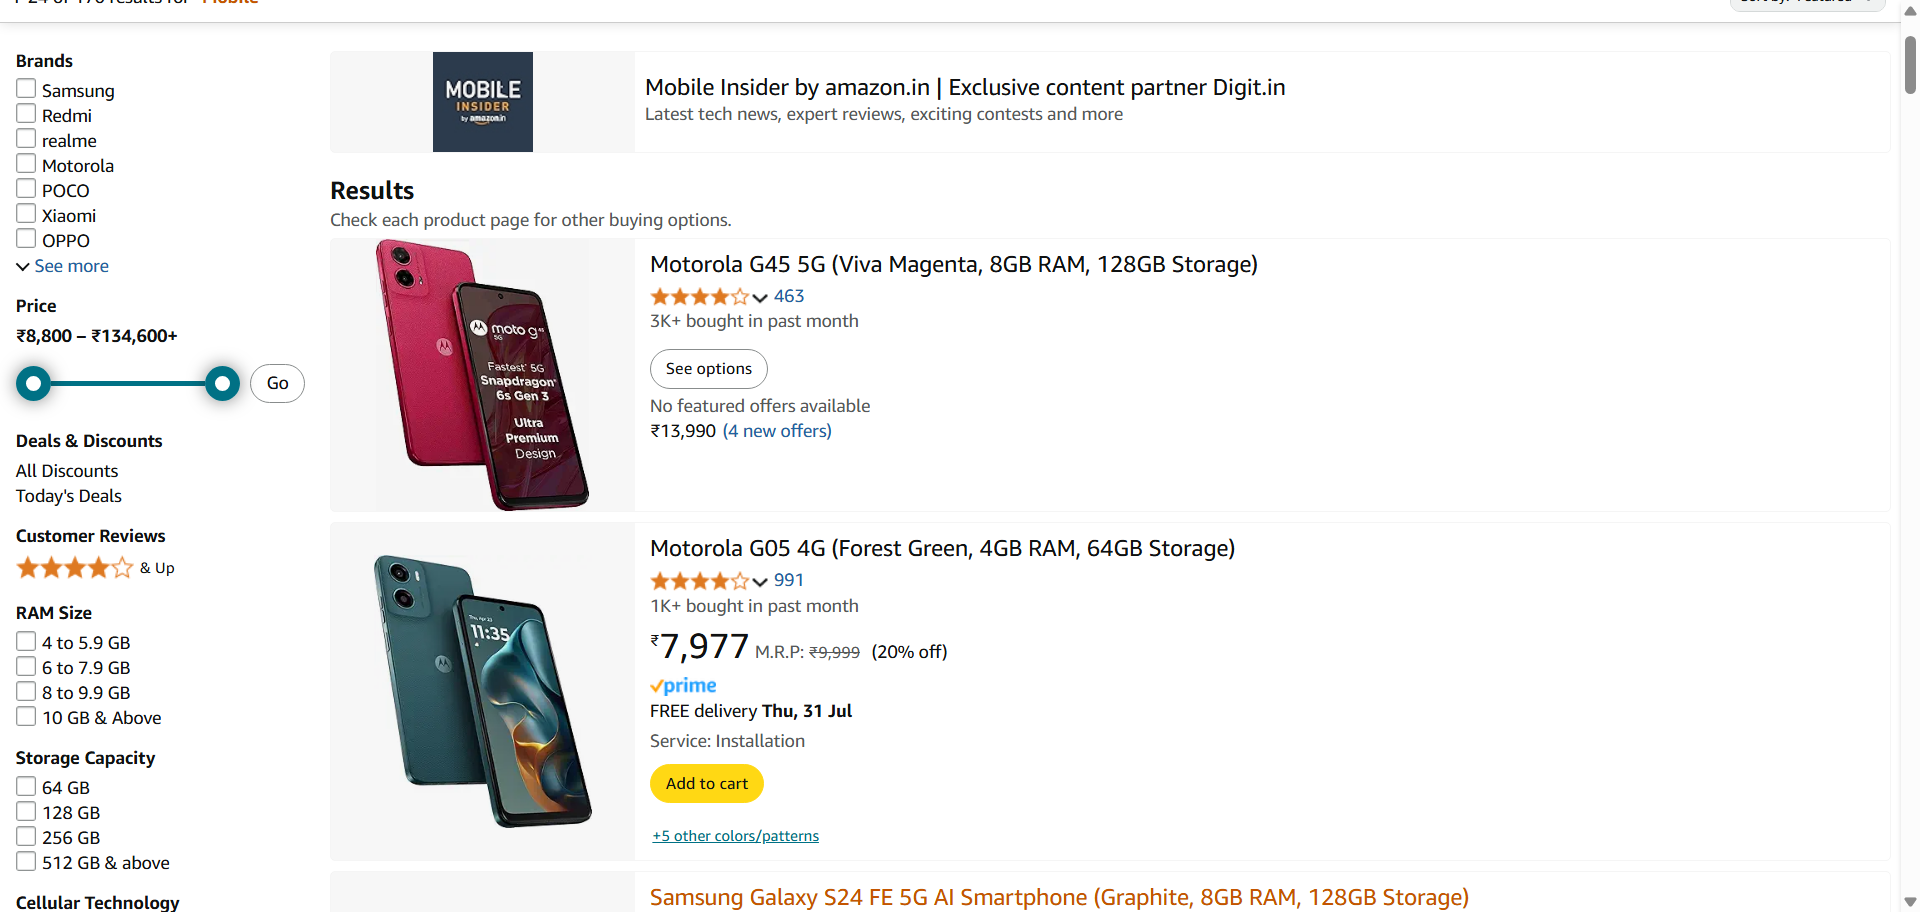 Brands
Samsung
Redmi
realme
Motorola
POCO
Xiaomi
OPPO
See more
Price
₹8,800 – ₹134,600+
Go
Deals & Discounts
All Discounts
Today's Deals
Customer Reviews
& Up
RAM Size
4 to 5.9 GB
6 to 7.9 GB
8 to 9.9 GB
10 GB & Above
Storage Capacity
64 GB
128 GB
256 GB
512 GB & above
Cellular Technology
MOBILE
INSIDER
by amazon.in
Mobile Insider by amazon.in | Exclusive content partner Digit.in
Latest tech news, expert reviews, exciting contests and more
Results
Check each product page for other buying options.
moto g45
5G
Fastest* 5G
Snapdragon*
6s Gen 3
Ultra
Premium
Design
Motorola G45 5G (Viva Magenta, 8GB RAM, 128GB Storage)
463
3K+ bought in past month
See options
No featured offers available
₹13,990 (4 new offers)
11:35
Motorola G05 4G (Forest Green, 4GB RAM, 64GB Storage)
991
1K+ bought in past month
₹7,977 M.R.P: ₹9,999 (20% off)
prime
FREE delivery Thu, 31 Jul
Service: Installation
Add to cart
+5 other colors/patterns
Samsung Galaxy S24 FE 5G AI Smartphone (Graphite, 8GB RAM, 128GB Storage)